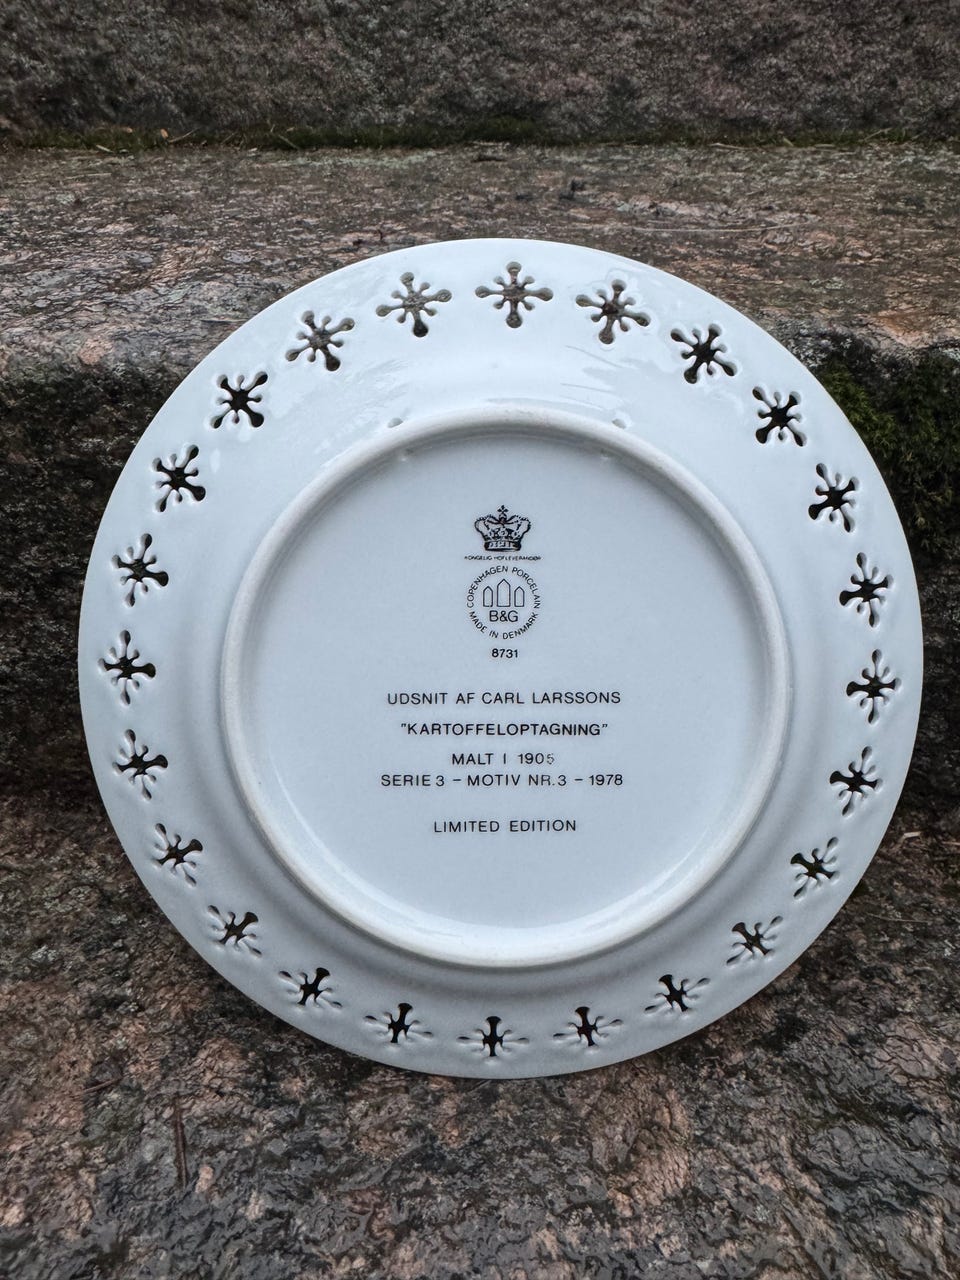 KONGELIG HOFLEVERANDØR
COPENHAGEN PORCELAIN
B&G
MADE IN DENMARK
8731
UDSNIT AF CARL LARSSONS
"KARTOFFELOPTAGNING"
MALT I 1905
SERIE 3 – MOTIV NR. 3 – 1978
LIMITED EDITION